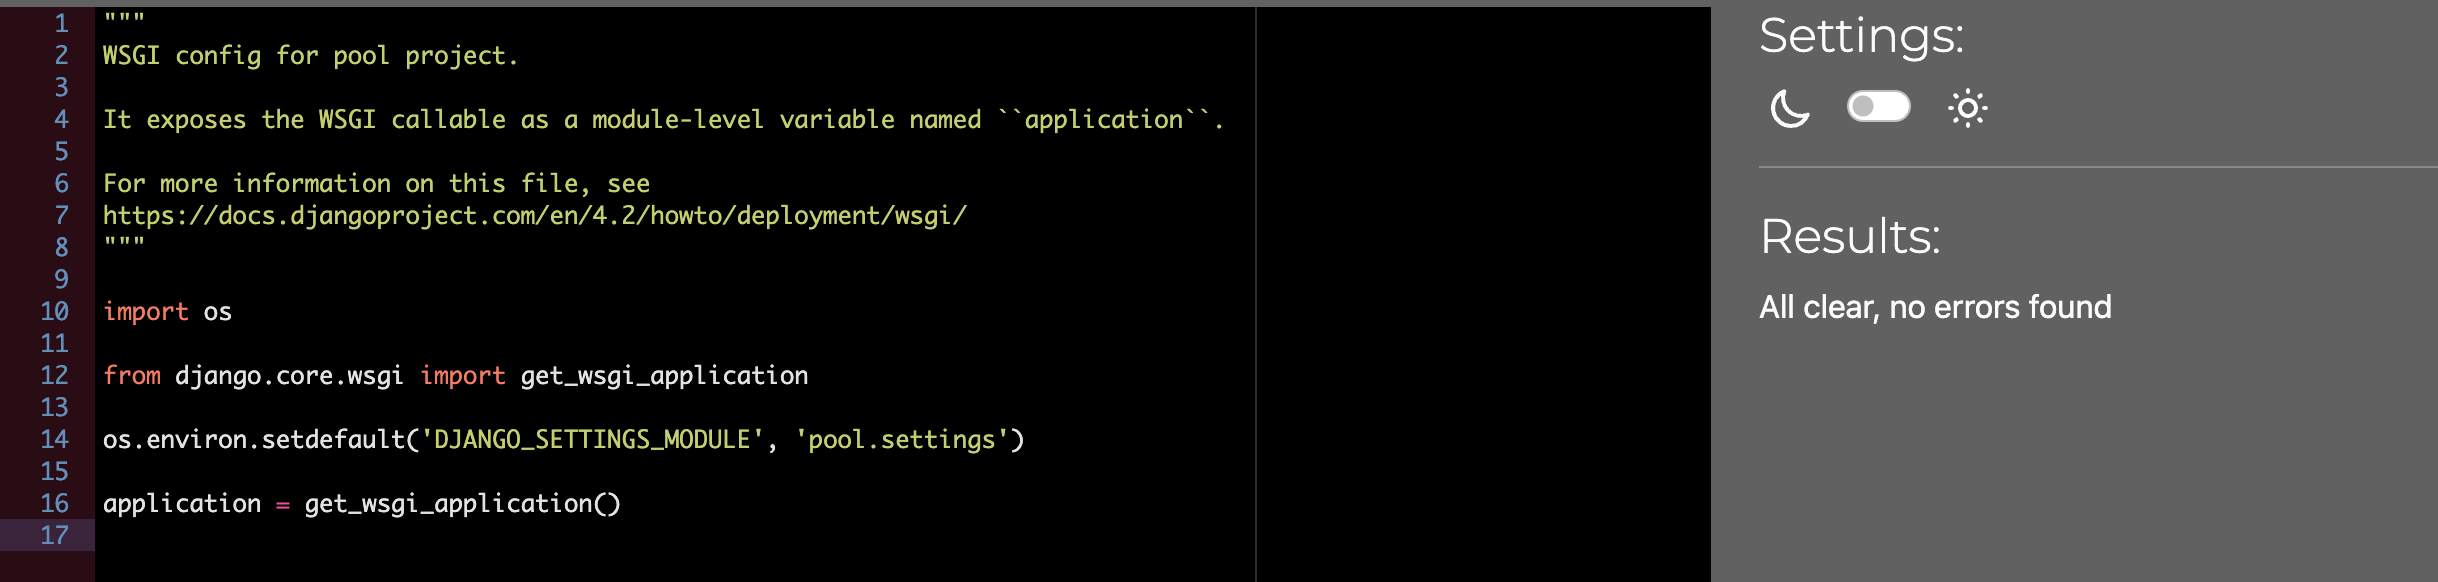 1 """
2 WSGI config for pool project.
3
4 It exposes the WSGI callable as a module-level variable named ``application``.
5
6 For more information on this file, see
7 https://docs.djangoproject.com/en/4.2/howto/deployment/wsgi/
8 """
9
10 import os
11
12 from django.core.wsgi import get_wsgi_application
13
14 os.environ.setdefault('DJANGO_SETTINGS_MODULE', 'pool.settings')
15
16 application = get_wsgi_application()
17
Settings:
Results:
All clear, no errors found